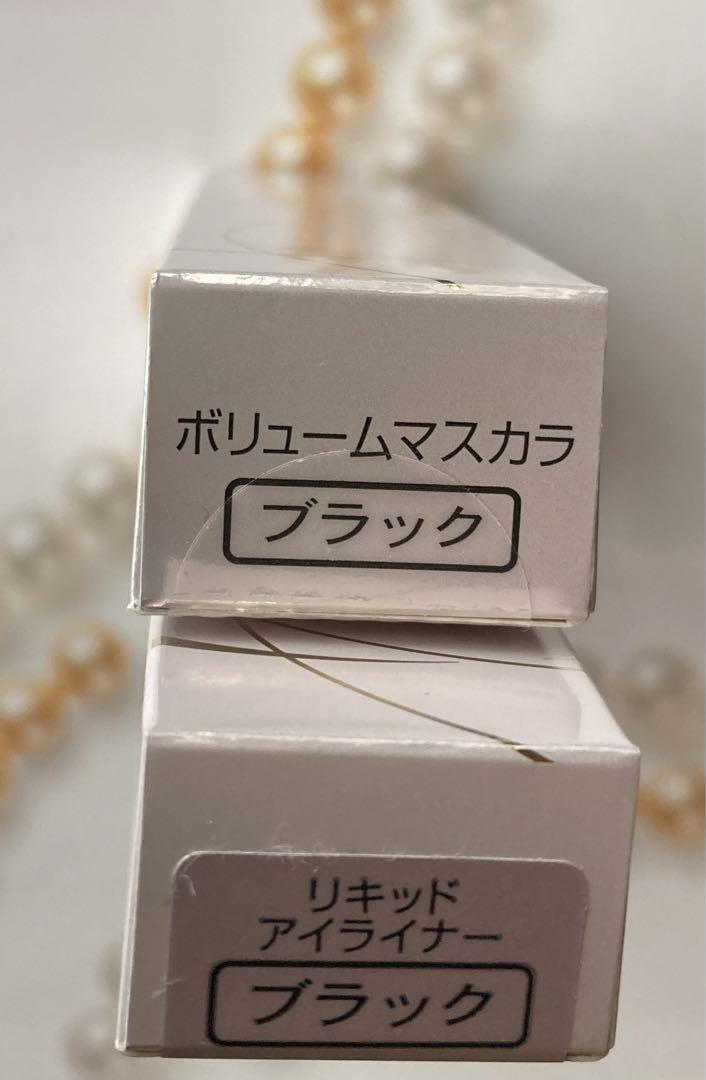 ボリュームマスカラ
ブラック
リキッド
アイライナー
ブラック